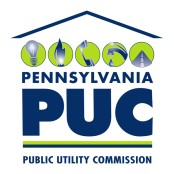 PENNSYLVANIA
PUC
PUBLIC UTILITY COMMISSION